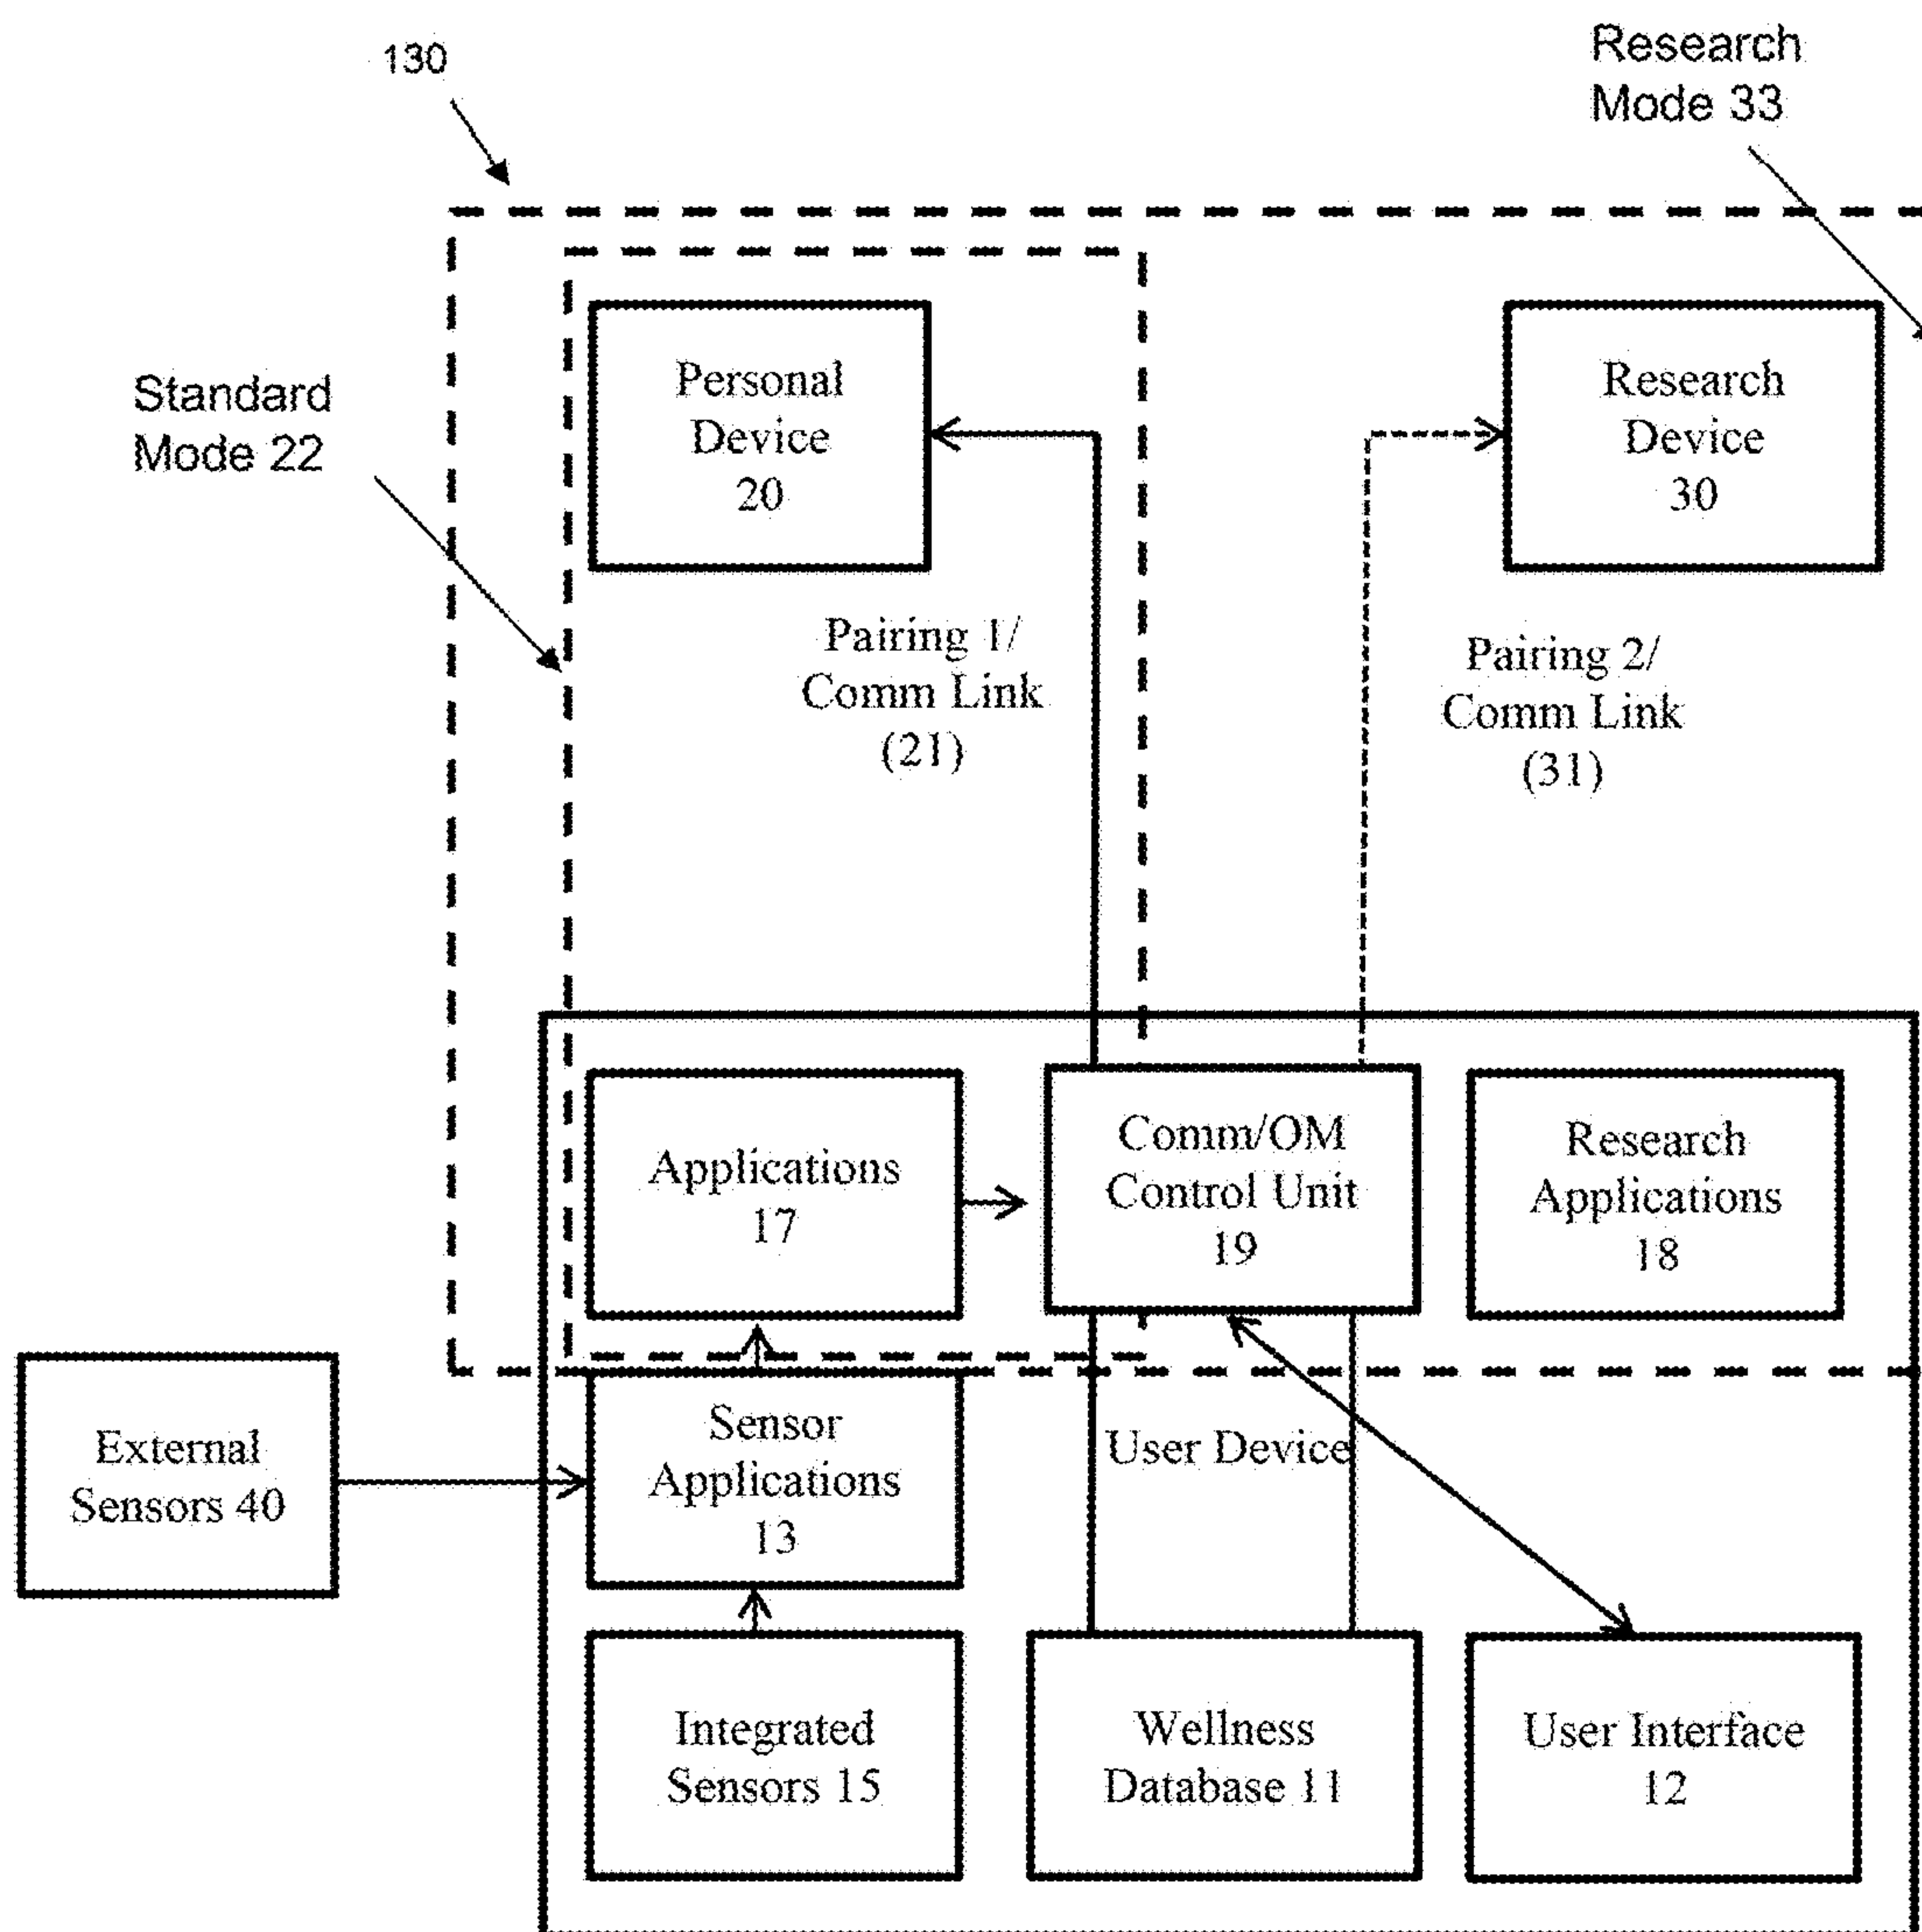 130
Research
Mode 33
Standard
Mode 22
Personal
Device
20
Research
Device
30
Pairing 1/
Comm Link
(21)
Pairing 2/
Comm Link
(31)
Applications
17
Comm/OM
Control Unit
19
Research
Applications
18
External
Sensors 40
Sensor
Applications
13
User Device
Integrated
Sensors 15
Wellness
Database 11
User Interface
12